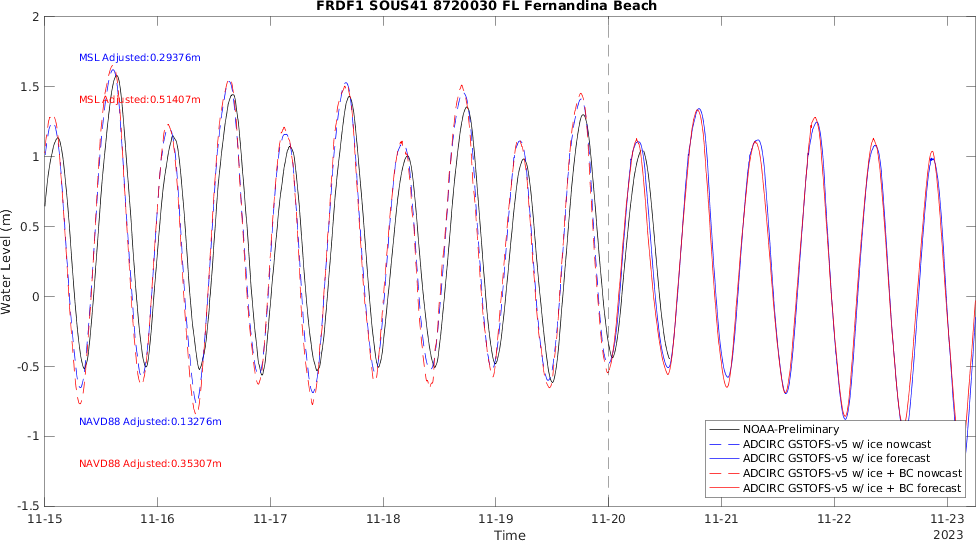 FRDF1 SOUS41 8720030 FL Fernandina Beach
2
1.5
1
0.5
0
-0.5
-1
-1.5
Water Level (m)
MSL Adjusted:0.29376m
MSL Adjusted:0.51407m
NAVD88 Adjusted:0.13276m
NAVD88 Adjusted:0.35307m
NOAA-Preliminary
ADCIRC GSTOFS-v5 w/ ice nowcast
ADCIRC GSTOFS-v5 w/ ice forecast
ADCIRC GSTOFS-v5 w/ ice + BC nowcast
ADCIRC GSTOFS-v5 w/ ice + BC forecast
11-15 11-16 11-17 11-18 11-19 11-20 11-21 11-22 11-23
2023
Time